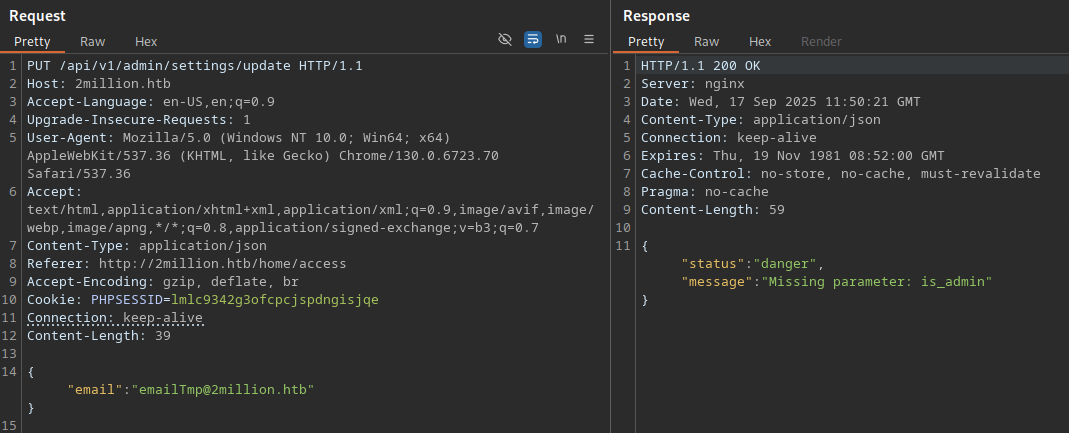 Request
Pretty Raw Hex \n
1 PUT /api/v1/admin/settings/update HTTP/1.1
2 Host: 2million.htb
3 Accept-Language: en-US,en;q=0.9
4 Upgrade-Insecure-Requests: 1
5 User-Agent: Mozilla/5.0 (Windows NT 10.0; Win64; x64)
AppleWebKit/537.36 (KHTML, like Gecko) Chrome/130.0.6723.70
Safari/537.36
6 Accept:
text/html,application/xhtml+xml,application/xml;q=0.9,image/avif,image/
webp,image/apng,*/*;q=0.8,application/signed-exchange;v=b3;q=0.7
7 Content-Type: application/json
8 Referer: http://2million.htb/home/access
9 Accept-Encoding: gzip, deflate, br
10 Cookie: PHPSESSID=lmlc9342g3ofcpcjspdngisjqe
11 Connection: keep-alive
12 Content-Length: 39
13
14 {
"email":"emailTmp@2million.htb"
}
15
Response
Pretty Raw Hex Render
1 HTTP/1.1 200 OK
2 Server: nginx
3 Date: Wed, 17 Sep 2025 11:50:21 GMT
4 Content-Type: application/json
5 Connection: keep-alive
6 Expires: Thu, 19 Nov 1981 08:52:00 GMT
7 Cache-Control: no-store, no-cache, must-revalidate
8 Pragma: no-cache
9 Content-Length: 59
10
11 {
"status":"danger",
"message":"Missing parameter: is_admin"
}